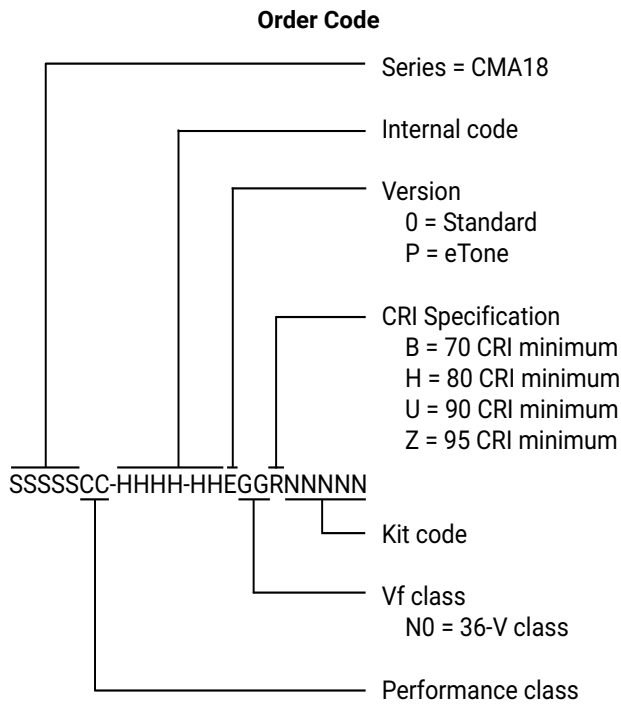 Order Code
Series = CMA18
Internal code
Version
0 = Standard
P = eTone
CRI Specification
B = 70 CRI minimum
H = 80 CRI minimum
U = 90 CRI minimum
Z = 95 CRI minimum
SSSSSCC-HHHH-HHEGGRNNNNN
Kit code
Vf class
N0 = 36-V class
Performance class